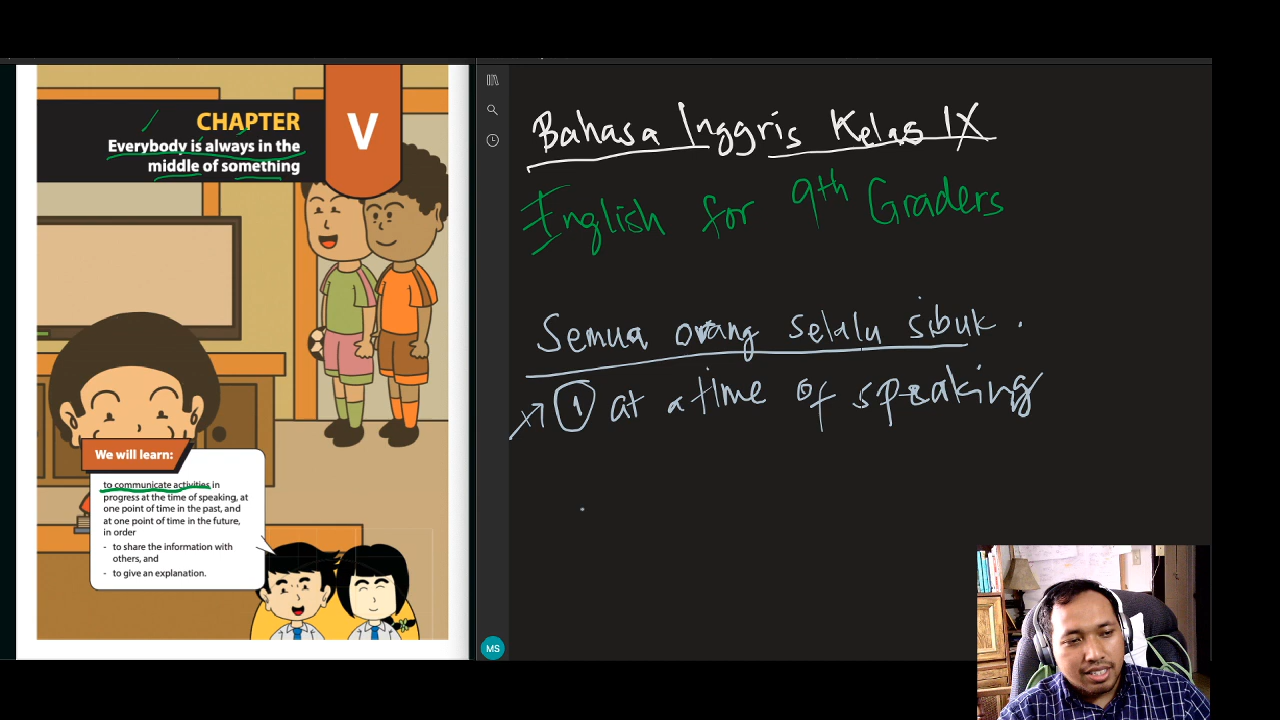 CHAPTER
V
Everybody is always in the
middle of something
We will learn:
to communicate activities in
progress at the time of speaking, at
one point of time in the past, and
at one point of time in the future,
in order
- to share the information with
others, and
- to give an explanation.
Bahasa Inggris Kelas IX
English for 9th Graders
Semua orang selalu sibuk.
1 at a time of speaking
MS